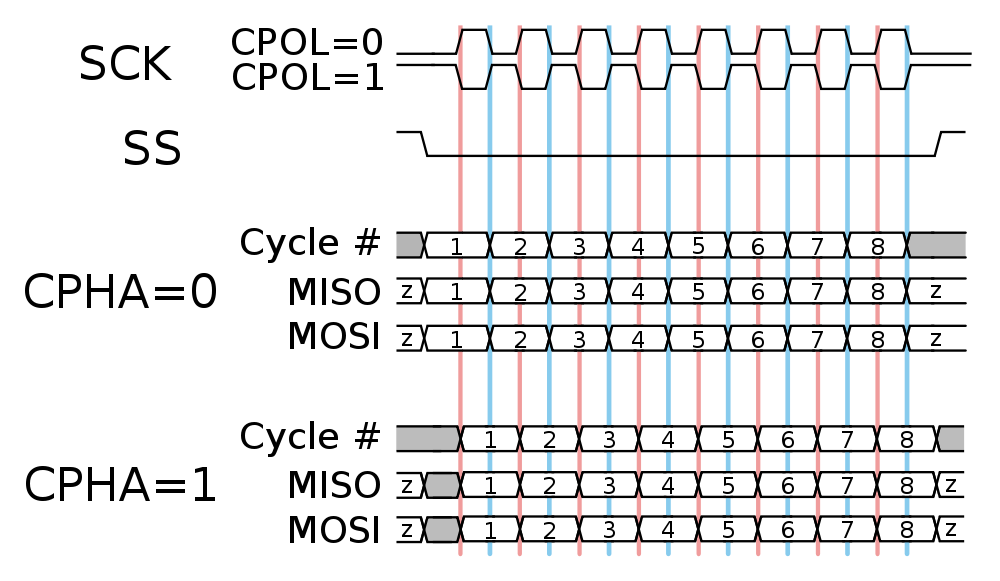 SCK CPOL=0
CPOL=1
SS
Cycle # 1 2 3 4 5 6 7 8
CPHA=0 MISO z 1 2 3 4 5 6 7 8 z
MOSI z 1 2 3 4 5 6 7 8 z
Cycle # 1 2 3 4 5 6 7 8
CPHA=1 MISO z 1 2 3 4 5 6 7 8 z
MOSI z 1 2 3 4 5 6 7 8 z